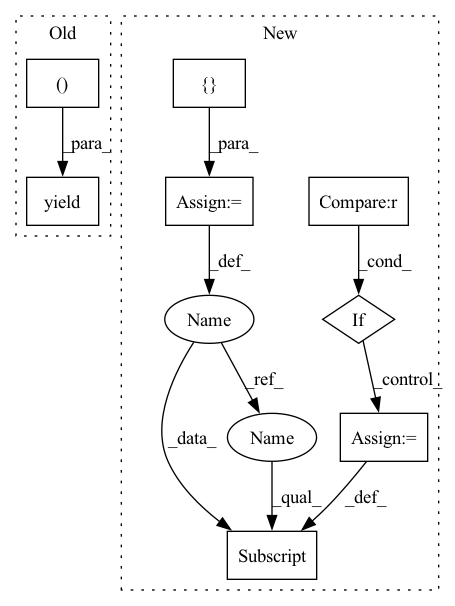 Old
New
()
{}
_para_
_para_
yield
Assign:=
Compare:r
_def_
_cond_
Name
If
_ref_
_control_
_data_
Name
Assign:=
_qual_
_def_
Subscript